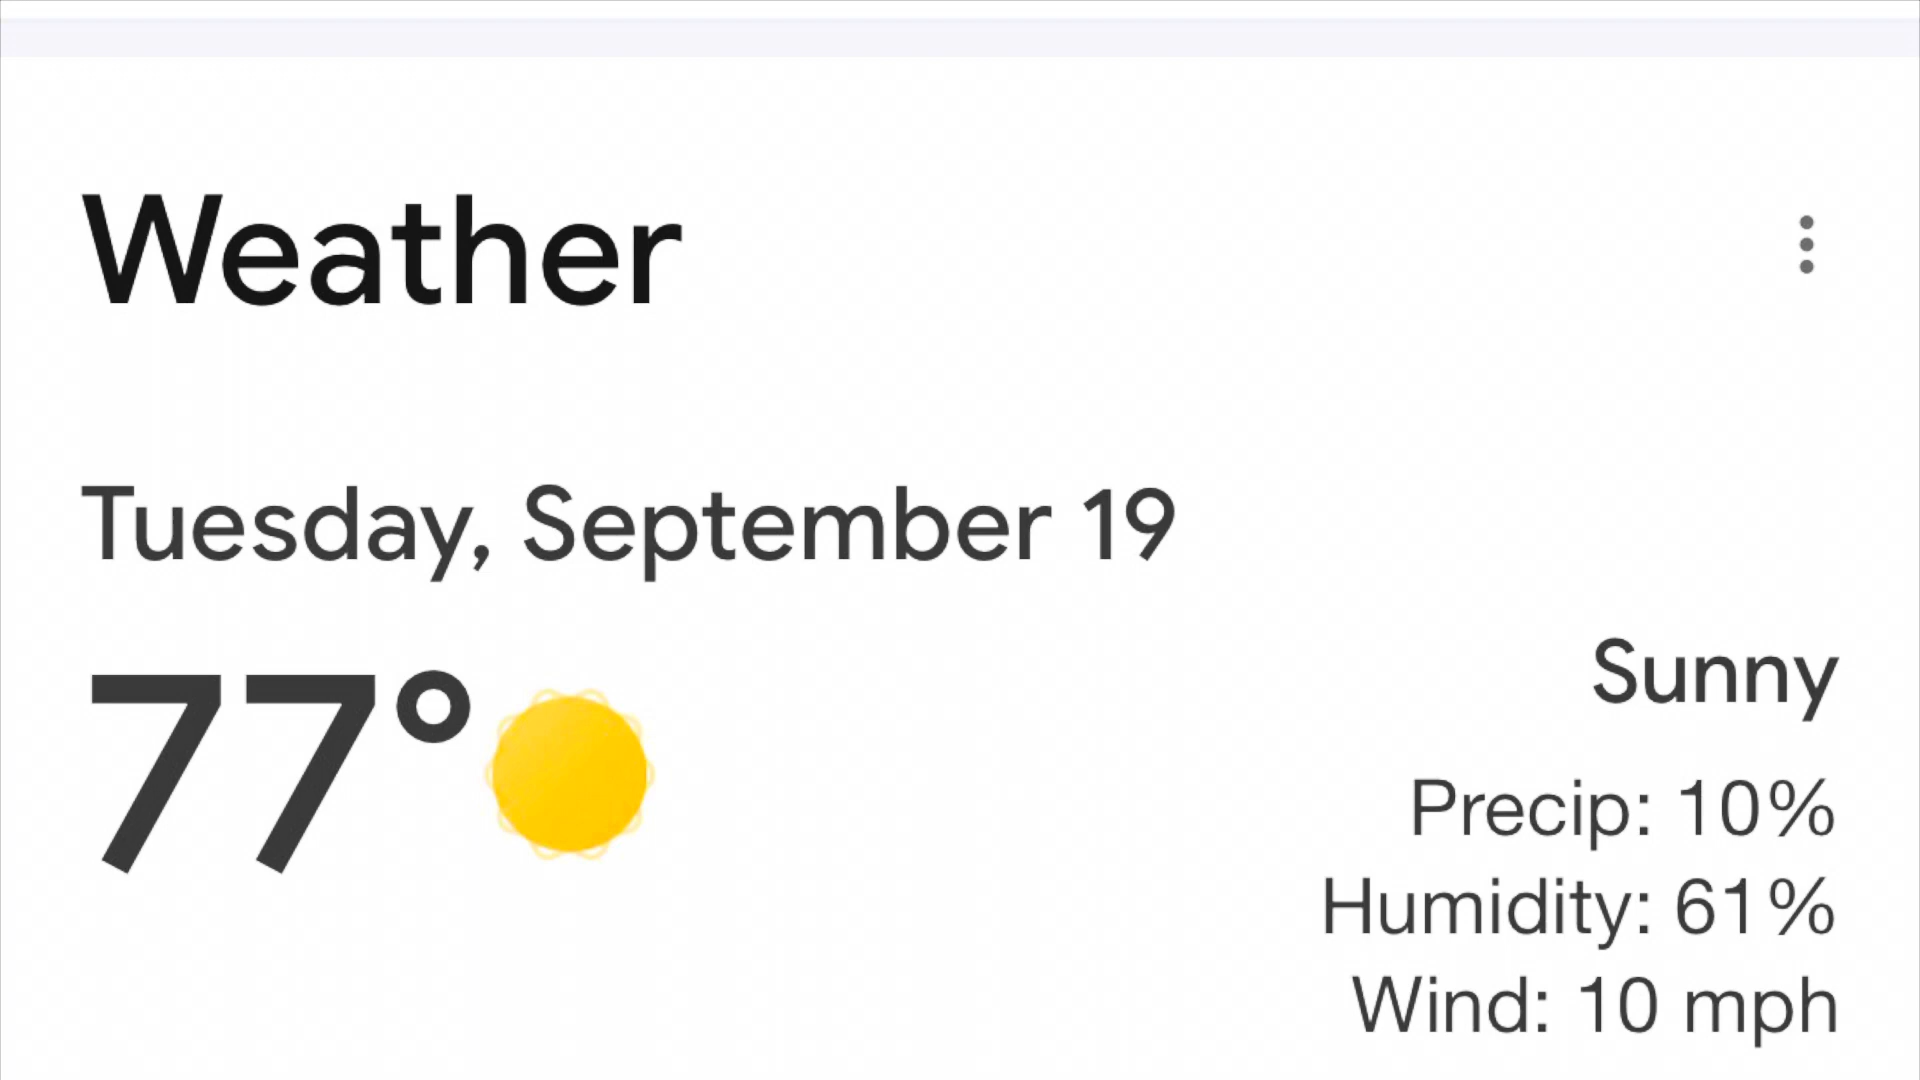 Weather
Tuesday, September 19
77°
Sunny
Precip: 10%
Humidity: 61%
Wind: 10 mph